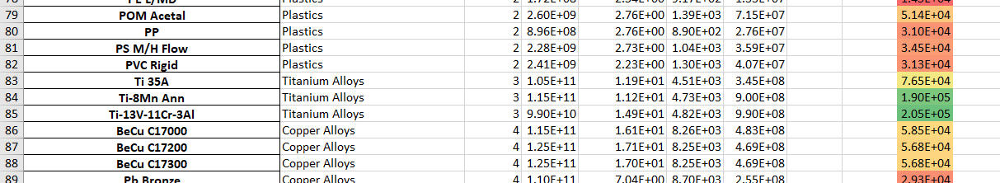 79 POM Acetal Plastics 2 2.60E+09 2.76E+00 1.39E+03 7.15E+07 5.14E+04
80 PP Plastics 2 8.96E+08 2.76E+00 8.90E+02 2.76E+07 3.10E+04
81 PS M/H Flow Plastics 2 2.28E+09 2.73E+00 1.04E+03 3.59E+07 3.45E+04
82 PVC Rigid Plastics 2 2.41E+09 2.23E+00 1.30E+03 4.07E+07 3.13E+04
83 Ti 35A Titanium Alloys 3 1.05E+11 1.19E+01 4.51E+03 3.45E+08 7.65E+04
84 Ti-8Mn Ann Titanium Alloys 3 1.15E+11 1.12E+01 4.73E+03 9.00E+08 1.90E+05
85 Ti-13V-11Cr-3Al Titanium Alloys 3 9.90E+10 1.49E+01 4.82E+03 9.90E+08 2.05E+05
86 BeCu C17000 Copper Alloys 4 1.15E+11 1.61E+01 8.26E+03 4.83E+08 5.85E+04
87 BeCu C17200 Copper Alloys 4 1.25E+11 1.71E+01 8.25E+03 4.69E+08 5.68E+04
88 BeCu C17300 Copper Alloys 4 1.25E+11 1.70E+01 8.25E+03 4.69E+08 5.68E+04
89 Pb Bronze Copper Alloys 4 1.10E+11 7.04E+00 8.70E+03 2.55E+08 2.93E+04